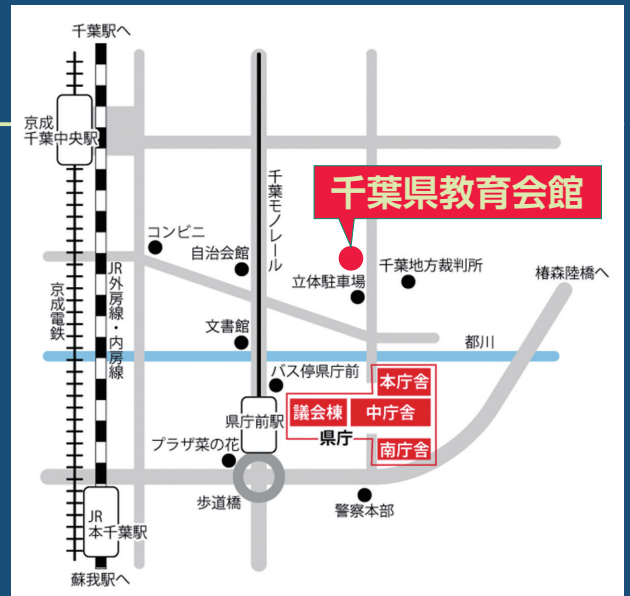 千葉駅へ
京成
千葉中央駅
千葉モノレール
千葉県教育会館
コンビニ
自治会館
立体駐車場
千葉地方裁判所
椿森陸橋へ
JR外房線・内房線
京成電鉄
文書館
都川
バス停県庁前
本庁舎
議会棟
中庁舎
県庁前駅
県庁
南庁舎
プラザ菜の花
歩道橋
警察本部
JR
本千葉駅
蘇我駅へ